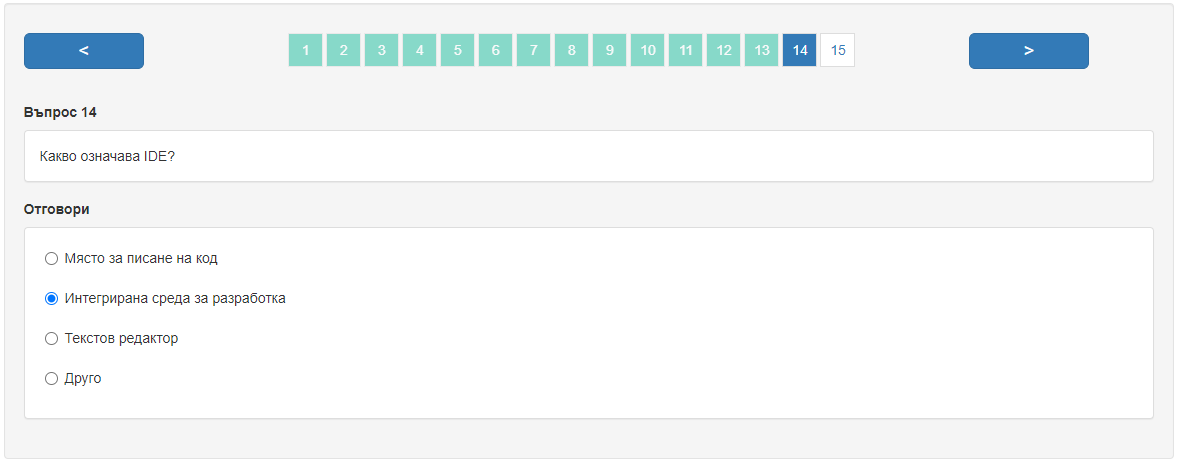 < 1 2 3 4 5 6 7 8 9 10 11 12 13 14 15 >
Въпрос 14
Какво означава IDE?
Отговори
Място за писане на код
Интегрирана среда за разработка
Текстов редактор
Друго